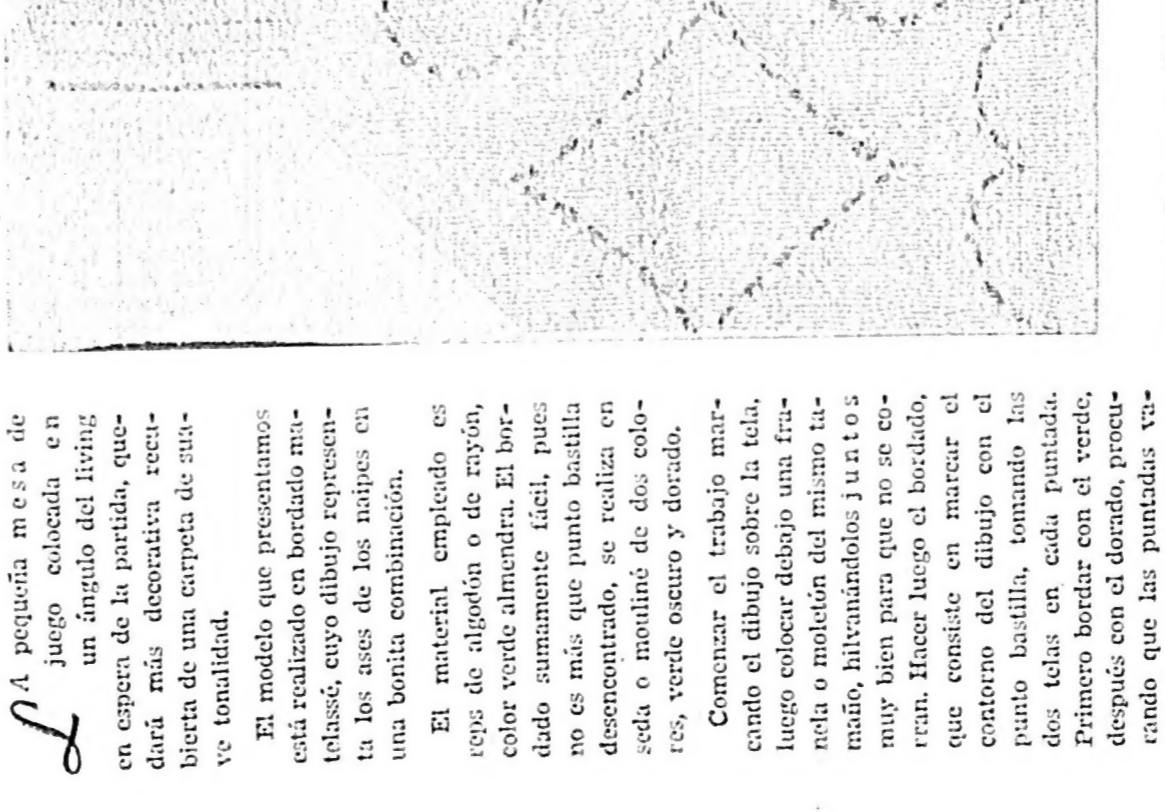 LA pequeña mesa de
juego colocada en
un ángulo del living
en espera de la partida, que-
dará más decorativa recu-
bierta de una carpeta de sua-
ve tonalidad.
El modelo que presentamos
está realizado en bordado ma-
telassé, cuyo dibujo represen-
ta los ases de los naipes en
una bonita combinación.
El material empleado es
reps de algodón o de rayón,
color verde almendra. El bor-
dado sumamente fácil, pues
no es más que punto bastilla
desencontrado, se realiza en
seda o mouliné de dos colo-
res, verde oscuro y dorado.
Comenzar el trabajo mar-
cando el dibujo sobre la tela,
luego colocar debajo una fra-
nela o moletón del mismo ta-
maño, hilvanándolos juntos
muy bien para que no se co-
rran. Hacer luego el bordado,
que consiste en marcar el
contorno del dibujo con el
punto bastilla, tomando las
dos telas en cada puntada.
Primero bordar con el verde,
después con el dorado, procu-
rando que las puntadas va-